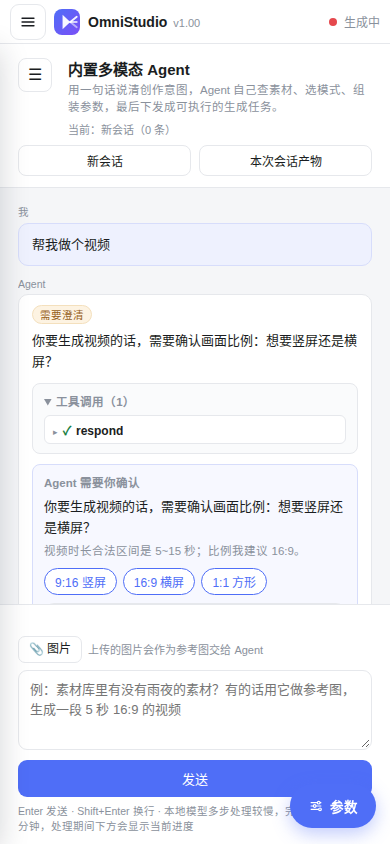 OmniStudio v1.00
生成中
☰
内置多模态 Agent
用一句话说清创作意图，Agent 自己查素材、选模式、组
装参数，最后下发成可执行的生成任务。
当前：新会话（0 条）
新会话
本次会话产物
我
帮我做个视频
Agent
需要澄清
你要生成视频的话，需要确认画面比例：想要竖屏还是横
屏？
▼ 工具调用（1）
▸ ✓ respond
Agent 需要你确认
你要生成视频的话，需要确认画面比例：想要竖屏还
是横屏？
视频时长合法区间是 5~15 秒；比例我建议 16:9。
9:16 竖屏
16:9 横屏
1:1 方形
📎 图片
上传的图片会作为参考图交给 Agent
例：素材库里有没有雨夜的素材？有的话用它做参考图，
生成一段 5 秒 16:9 的视频
发送
Enter 发送 · Shift+Enter 换行 · 本地模型多步处理较慢，
分钟，处理期间下方会显示当前进度
参数